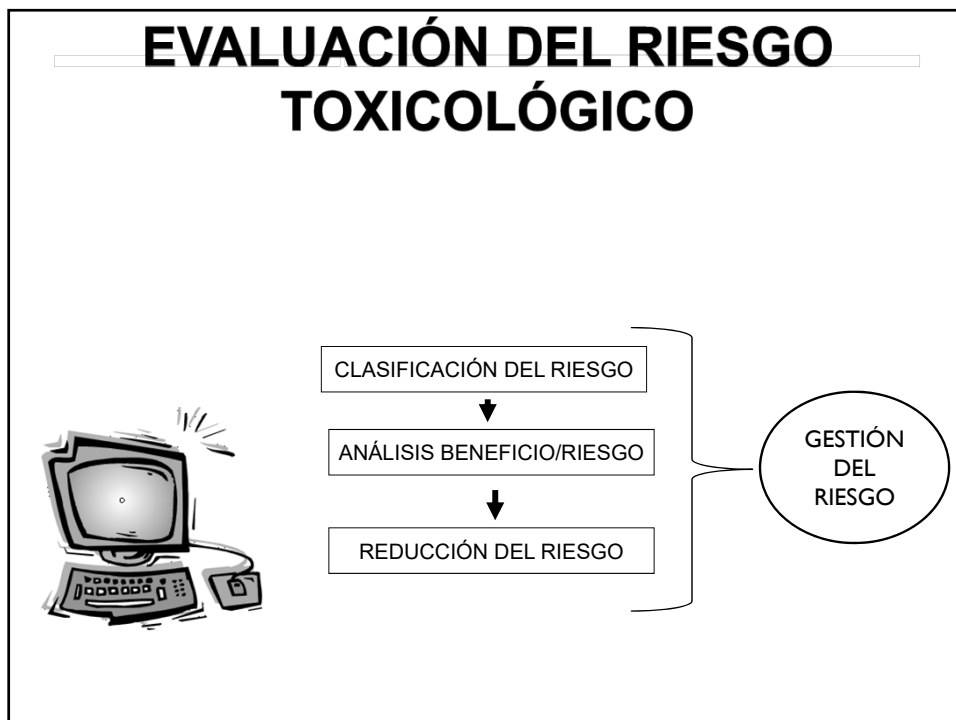 EVALUACIÓN DEL RIESGO
TOXICOLÓGICO
CLASIFICACIÓN DEL RIESGO
ANÁLISIS BENEFICIO/RIESGO
REDUCCIÓN DEL RIESGO
GESTIÓN
DEL
RIESGO